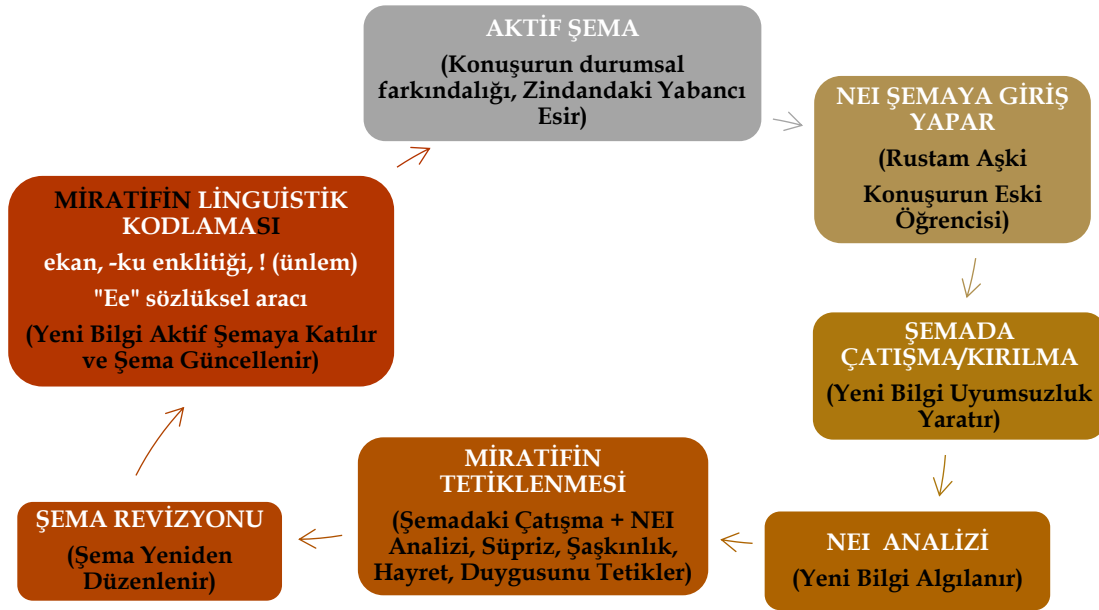 AKTİF ŞEMA
(Konuşurun durumsal
farkındalığı, Zindandaki Yabancı
Esir)
NEI ŞEMAYA GİRİŞ
YAPAR
(Rustam Aşki
Konuşurun Eski
Öğrencisi)
ŞEMADA
ÇATIŞMA/KIRILMA
(Yeni Bilgi Uyumsuzluk
Yaratır)
NEI ANALİZİ
(Yeni Bilgi Algılanır)
MİRATİFİN
TETİKLENMESİ
(Şemadaki Çatışma + NEI
Analizi, Süpriz, Şaşkınlık,
Hayret, Duygusunu Tetikler)
ŞEMA REVİZYONU
(Şema Yeniden
Düzenlenir)
MİRATİFİN LİNGUİSTİK
KODLAMASI
ekan, -ku enklitiği, ! (ünlem)
"Ee" sözlüksel aracı
(Yeni Bilgi Aktif Şemaya Katılır
ve Şema Güncellenir)